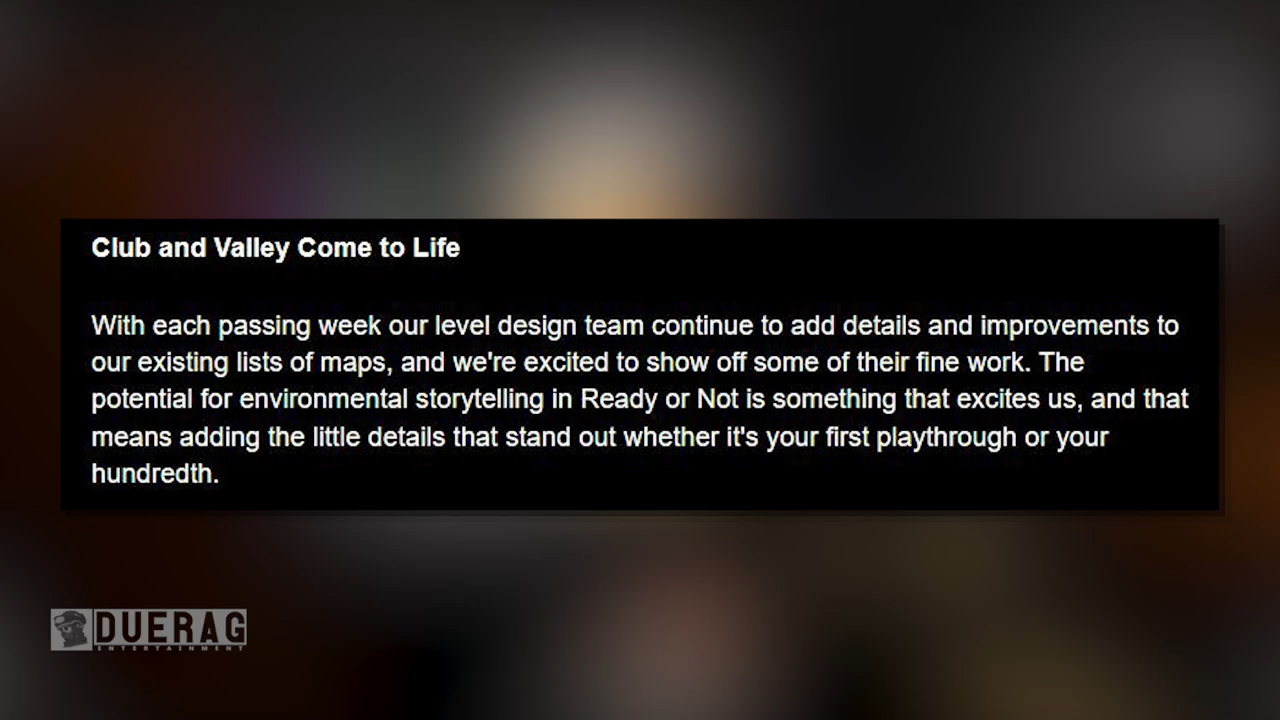 Club and Valley Come to Life
With each passing week our level design team continue to add details and improvements to
our existing lists of maps, and we're excited to show off some of their fine work. The
potential for environmental storytelling in Ready or Not is something that excites us, and that
means adding the little details that stand out whether it's your first playthrough or your
hundredth.
DUERAG
ENTERTAINMENT